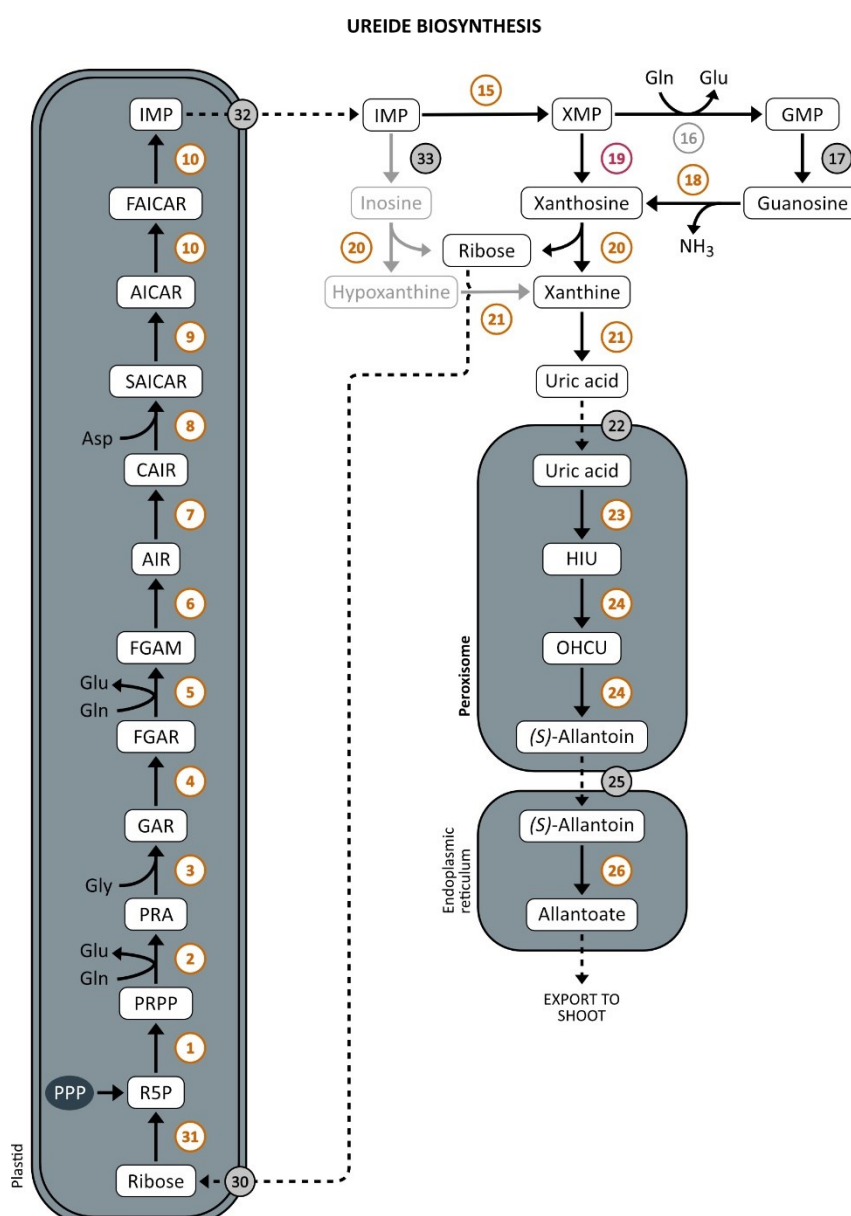 UREIDE BIOSYNTHESIS
IMP
32
IMP
15
XMP
Gln
Glu
16
GMP
10
33
19
18
17
FAICAR
Inosine
Xanthosine
Guanosine
NH3
10
20
Ribose
20
AICAR
Hypoxanthine
21
Xanthine
9
21
SAICAR
Uric acid
Asp
8
22
CAIR
Uric acid
7
23
AIR
HIU
6
24
FGAM
OHCU
Glu
Gln
5
24
FGAR
(S)-Allantoin
Peroxisome
4
25
GAR
(S)-Allantoin
Gly
3
26
PRA
Allantoate
Endoplasmic
reticulum
Glu
Gln
2
PRPP
EXPORT TO
SHOOT
1
PPP
R5P
31
Ribose
30
Plastid